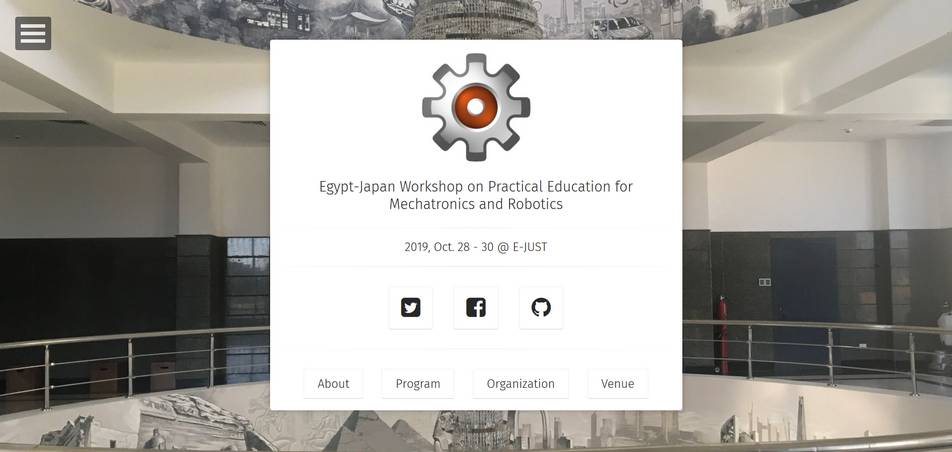 Egypt-Japan Workshop on Practical Education for
Mechatronics and Robotics
2019, Oct. 28 - 30 @ E-JUST
About Program Organization Venue